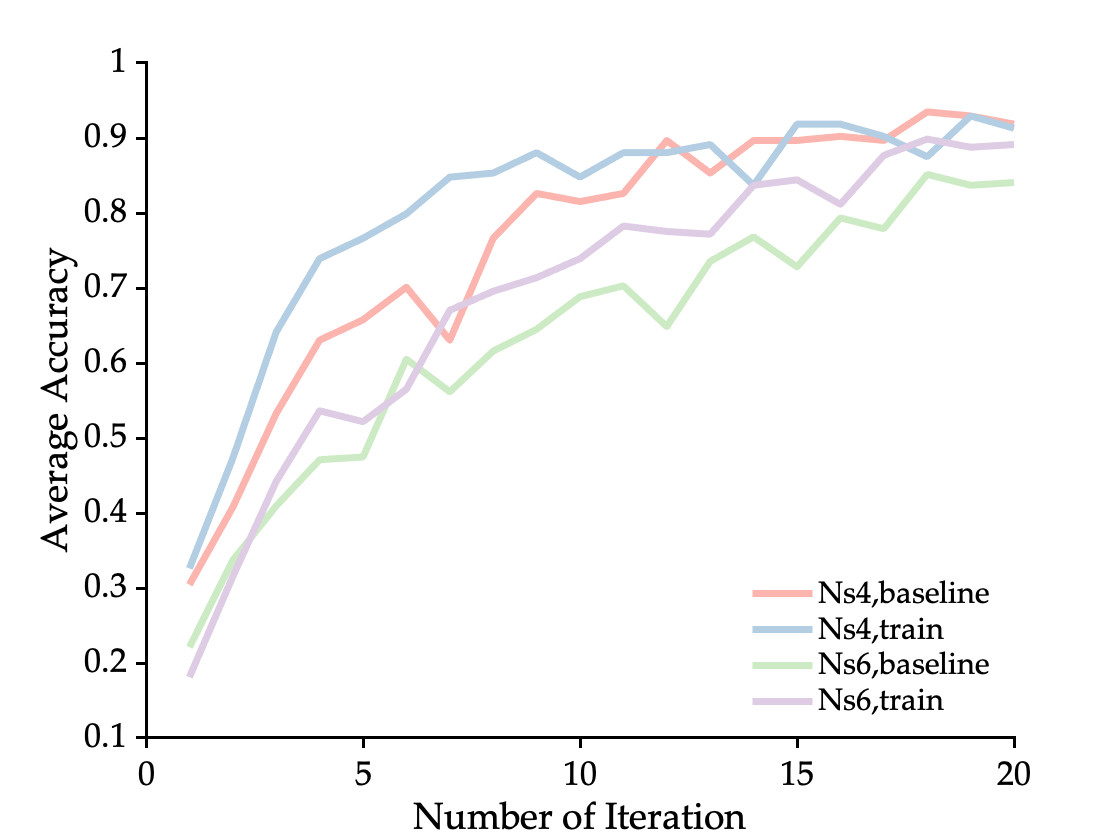 1
0.9
0.8
0.7
0.6
0.5
0.4
0.3
0.2
0.1
Average Accuracy
Ns4,baseline
Ns4,train
Ns6,baseline
Ns6,train
0 5 10 15 20
Number of Iteration